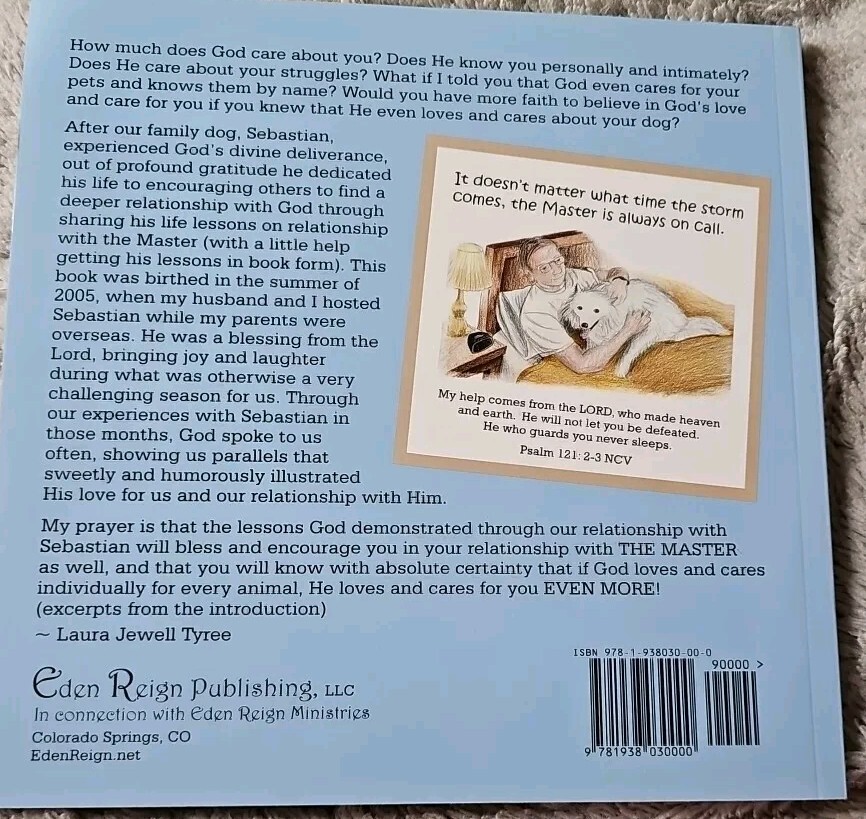 How much does God care about you? Does He know you personally and intimately?
Does He care about your struggles? What if I told you that God even cares for your
pets and knows them by name? Would you have more faith to believe in God's love
and care for you if you knew that He even loves and cares about your dog?
After our family dog, Sebastian,
experienced God's divine deliverance,
out of profound gratitude he dedicated
his life to encouraging others to find a
deeper relationship with God through
sharing his life lessons on relationship
with the Master (with a little help
getting his lessons in book form). This
book was birthed in the summer of
2005, when my husband and I hosted
Sebastian while my parents were
overseas. He was a blessing from the
Lord, bringing joy and laughter
during what was otherwise a very
challenging season for us. Through
our experiences with Sebastian in
those months, God spoke to us
often, showing us parallels that
sweetly and humorously illustrated
His love for us and our relationship with Him.
It doesn't matter what time the storm
comes, the Master is always on call.
My help comes from the LORD, who made heaven
and earth. He will not let you be defeated.
He who guards you never sleeps.
Psalm 121: 2-3 NCV
My prayer is that the lessons God demonstrated through our relationship with
Sebastian will bless and encourage you in your relationship with THE MASTER
as well, and that you will know with absolute certainty that if God loves and cares
individually for every animal, He loves and cares for you EVEN MORE!
(excerpts from the introduction)
~ Laura Jewell Tyree
Eden Reign Publishing, LLC
In connection with Eden Reign Ministries
Colorado Springs, CO
EdenReign.net
ISBN 978-1-938030-00-0
90000 >
9 781938 030000